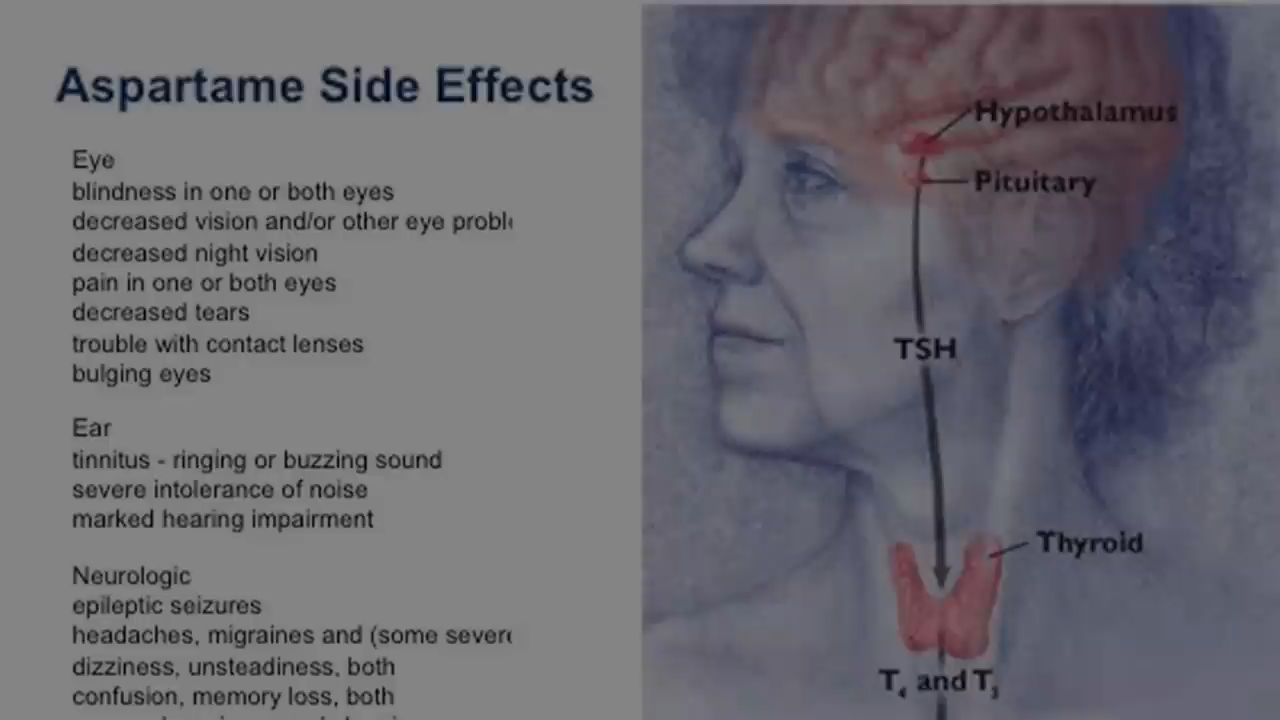 Aspartame Side Effects
Eye
blindness in one or both eyes
decreased vision and/or other eye
decreased night vision
pain in one or both eyes
decreased tears
trouble with contact lenses
bulging eyes
Ear
tinnitus - ringing or buzzing sound
severe intolerance of noise
marked hearing impairment
Neurologic
epileptic seizures
headaches, migraines and (some
dizziness, unsteadiness, both
confusion, memory loss, both
Hypothalamus
Pituitary
TSH
Thyroid
T₄ and T₃